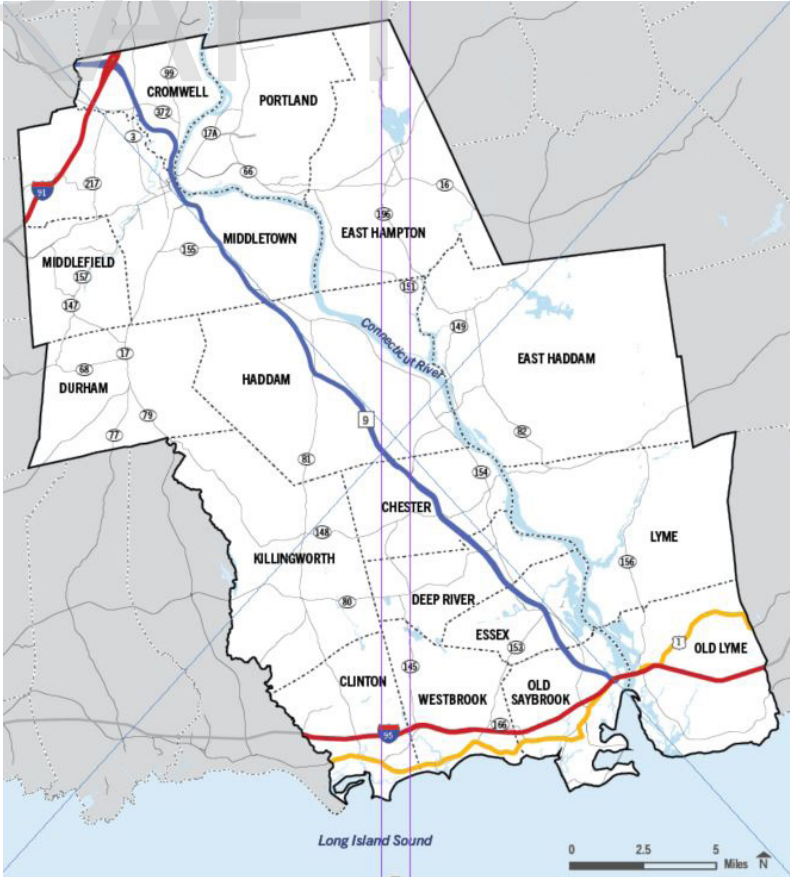 RAFT
99
CROMWELL
PORTLAND
372
3
17A
66
91
217
16
196
MIDDLETOWN
EAST HAMPTON
155
MIDDLEFIELD
157
151
147
149
Connecticut River
17
EAST HADDAM
68
HADDAM
DURHAM
9
79
82
77
81
154
CHESTER
148
LYME
KILLINGWORTH
156
80
DEEP RIVER
ESSEX
1
153
OLD LYME
145
CLINTON
OLD
SAYBROOK
WESTBROOK
166
95
Long Island Sound
0 2.5 5
Miles N